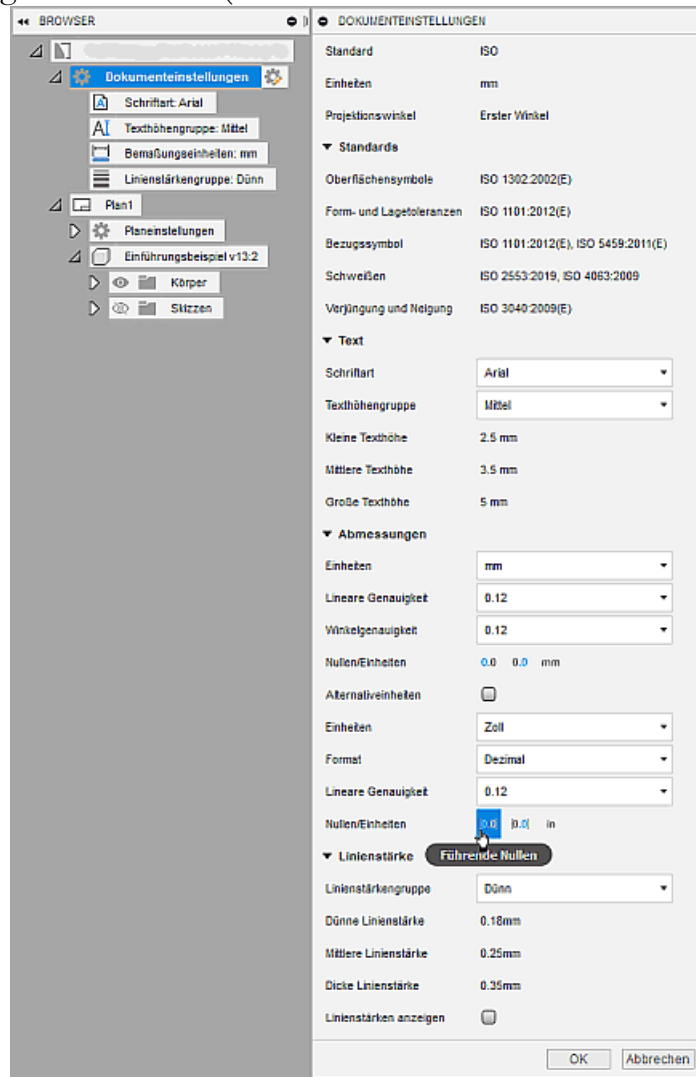 BROWSER
Dokumenteinstellungen
Schriftart: Arial
Texthöhengruppe: Mittel
Bemaßungseinheiten: mm
Linienstärkengruppe: Dünn
Plan1
Planeinstellungen
Einführungsbeispiel v13:2
Körper
Skizzen
DOKUMENTEINSTELLUNGEN
Standard ISO
Einheiten mm
Projektionswinkel Erster Winkel
Standards
Oberflächensymbole ISO 1302:2002(E)
Form- und Lagetoleranzen ISO 1101:2012(E)
Bezugssymbol ISO 1101:2012(E), ISO 5459:2011(E)
Schweißen ISO 2553:2019, ISO 4063:2009
Verjüngung und Neigung ISO 3040:2009(E)
Text
Schriftart Arial
Texthöhengruppe Mittel
Kleine Texthöhe 2.5 mm
Mittlere Texthöhe 3.5 mm
Große Texthöhe 5 mm
Abmessungen
Einheiten mm
Lineare Genauigkeit 0.12
Winkelgenauigkeit 0.12
Nullen/Einheiten 0.0 0.0 mm
Alternativeinheiten
Einheiten Zoll
Format Dezimal
Lineare Genauigkeit 0.12
Nullen/Einheiten 0.0 0.0 in
Linienstärke Führende Nullen
Linienstärkengruppe Dünn
Dünne Linienstärke 0.18mm
Mittlere Linienstärke 0.25mm
Dicke Linienstärke 0.35mm
Linienstärken anzeigen
OK Abbrechen